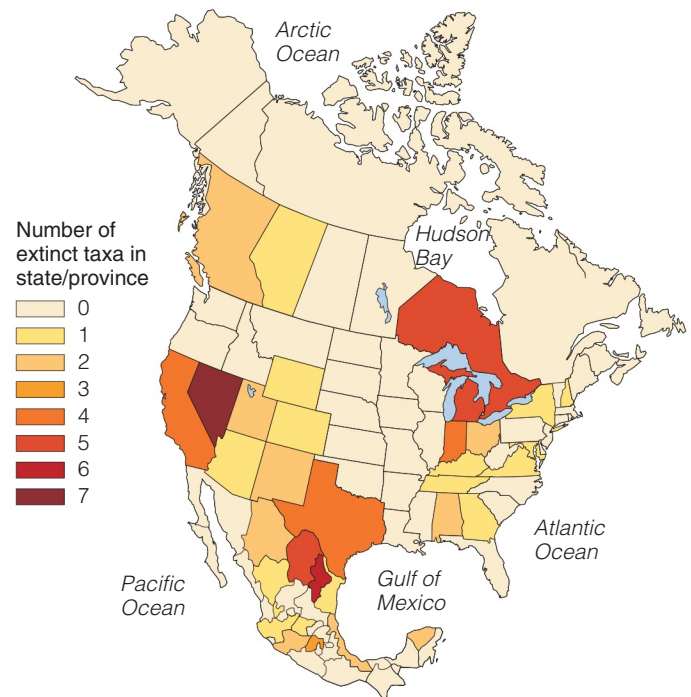 Arctic
Ocean
Number of
extinct taxa in
state/province
0
1
2
3
4
5
6
7
Hudson
Bay
Pacific
Ocean
Gulf of
Mexico
Atlantic
Ocean